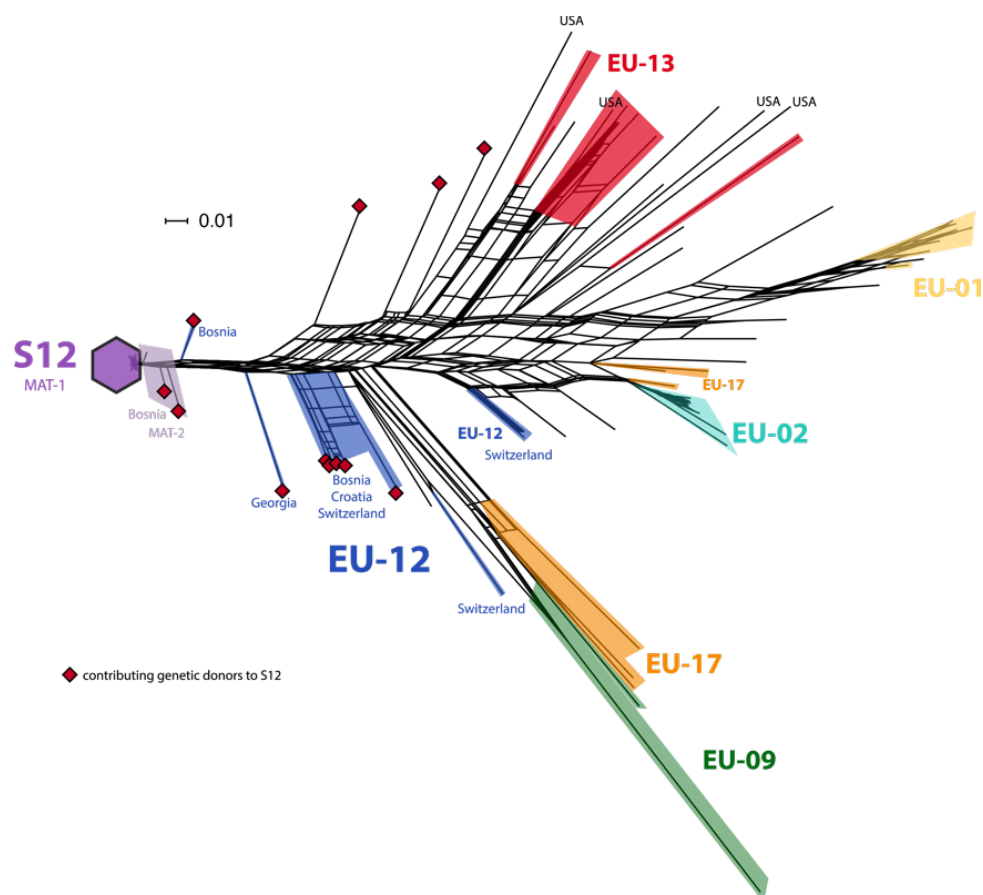 USA
EU-13
USA
USA
USA
0.01
EU-01
Bosnia
S12
MAT-1
EU-17
Bosnia
MAT-2
EU-12
EU-02
Switzerland
Georgia
Bosnia
Croatia
Switzerland
EU-12
Switzerland
EU-17
contributing genetic donors to S12
EU-09